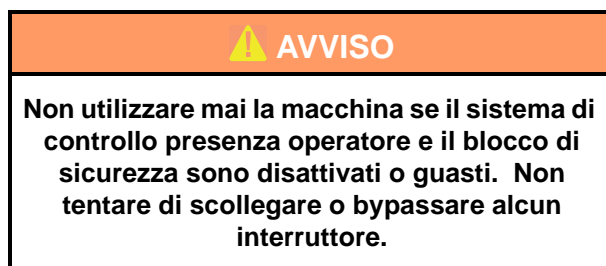 AVVISO
Non utilizzare mai la macchina se il sistema di
controllo presenza operatore e il blocco di
sicurezza sono disattivati o guasti. Non
tentare di scollegare o bypassare alcun
interruttore.